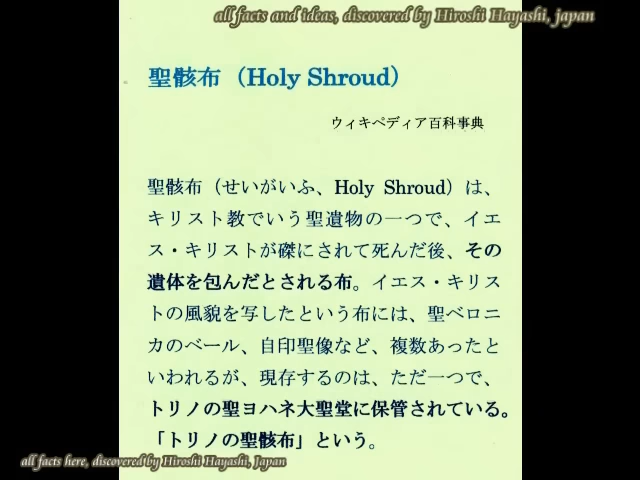 all facts and ideas, discovered by Hiroshi Hayashi, japan
聖骸布（Holy Shroud）
ウィキペディア百科事典
聖骸布（せいがいふ、Holy Shroud）は、
キリスト教でいう聖遺物の一つで、イエ
ス・キリストが磔にされて死んだ後、その
遺体を包んだとされる布。イエス・キリス
トの風貌を写したという布には、聖ベロニ
カのベール、自印聖像など、複数あったと
いわれるが、現存するのは、ただ一つで、
トリノの聖ヨハネ大聖堂に保管されている。
「トリノの聖骸布」という。
all facts here, discovered by Hiroshi Hayashi, Japan